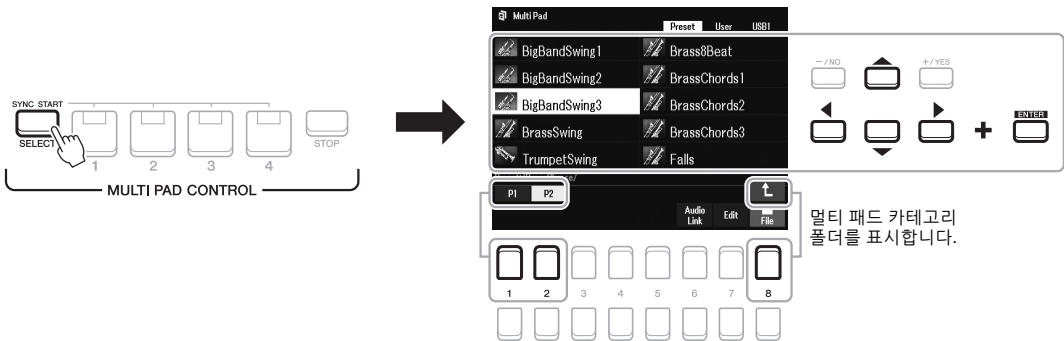 SYNC START
SELECT
1 2 3 4
STOP
MULTI PAD CONTROL
Multi Pad
Preset User USB1
BigBandSwing1 Brass8Beat
BigBandSwing2 BrassChords1
BigBandSwing3 BrassChords2
BrassSwing BrassChords3
TrumpetSwing Falls
P1 P2
Audio Link Edit File
1 2 3 4 5 6 7 8
-/NO +/YES
+ ENTER
멀티 패드 카테고리
폴더를 표시합니다.